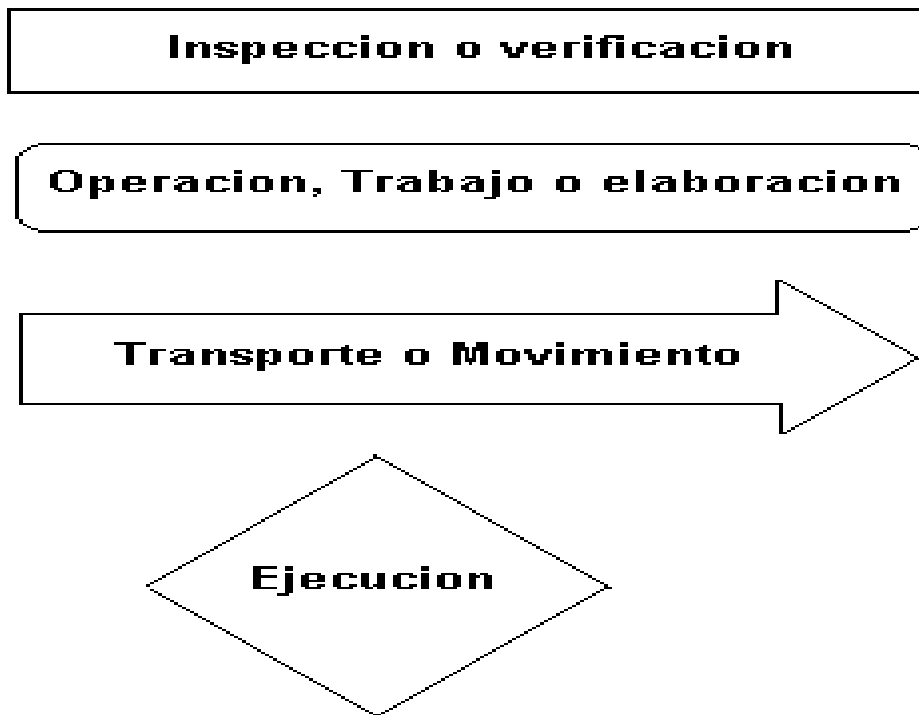 Inspeccion o verificacion
Operacion, Trabajo o elaboracion
Transporte o Movimiento
Ejecucion